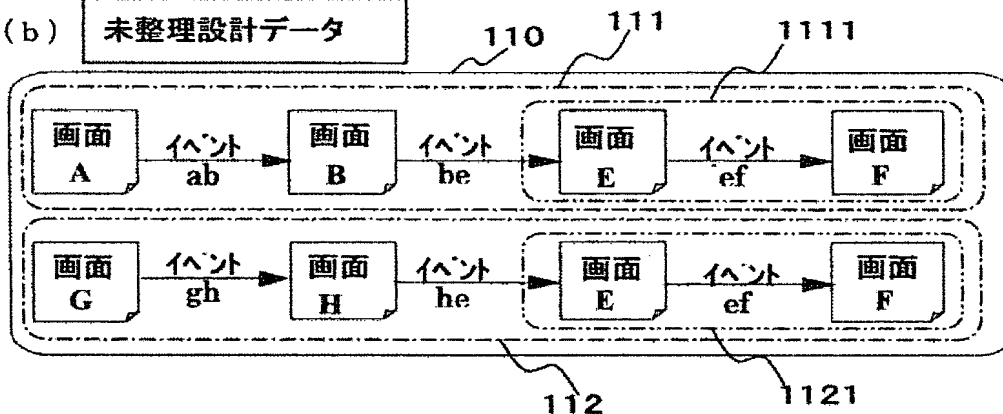 (b) 未整理設計データ
110 111 1111
画面 イベント 画面 イベント 画面 イベント 画面
A ab B be E ef F
画面 イベント 画面 イベント 画面 イベント 画面
G gh H he E ef F
112 1121